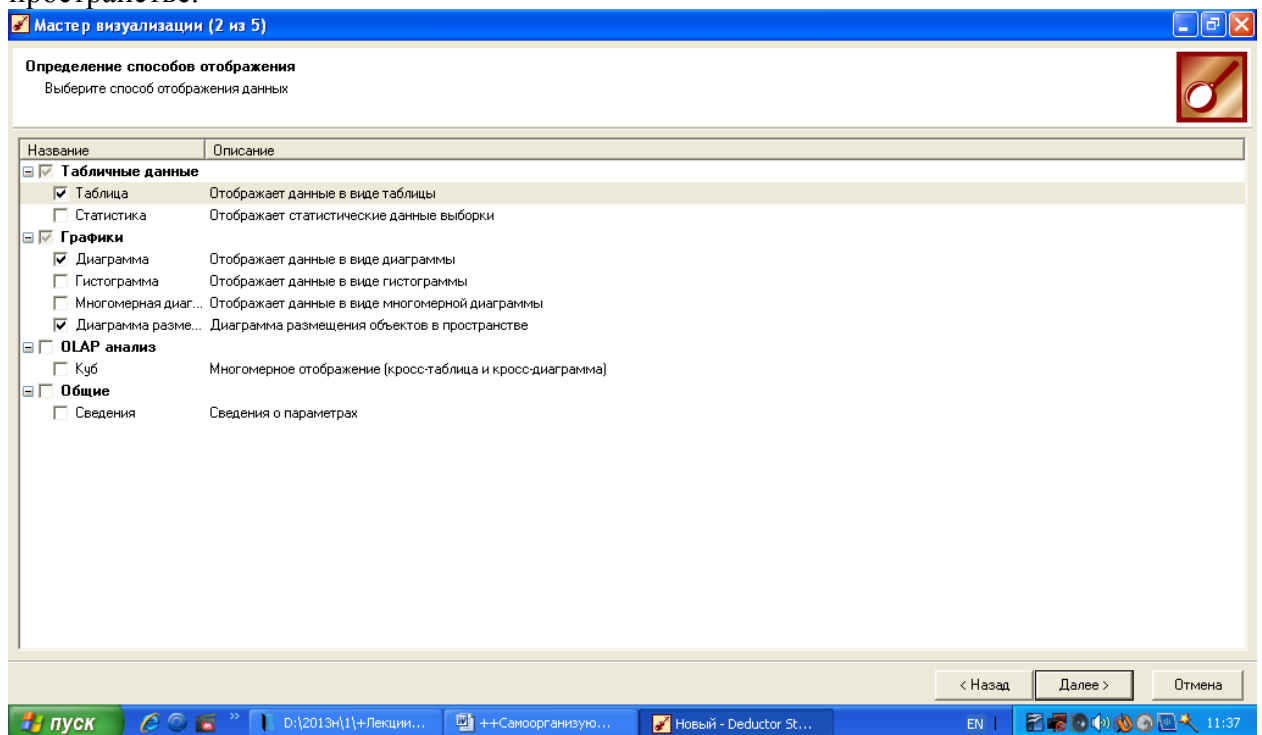 пространстве.
Мастер визуализации (2 из 5)
Определение способов отображения
Выберите способ отображения данных
Название Описание
Табличные данные
Таблица Отображает данные в виде таблицы
Статистика Отображает статистические данные выборки
Графики
Диаграмма Отображает данные в виде диаграммы
Гистограмма Отображает данные в виде гистограммы
Многомерная диаг... Отображает данные в виде многомерной диаграммы
Диаграмма разме... Диаграмма размещения объектов в пространстве
OLAP анализ
Куб Многомерное отображение (кросс-таблица и кросс-диаграмма)
Общие
Сведения Сведения о параметрах
< Назад Далее > Отмена
пуск » D:\2013н\1\+Лекции... ++Самоорганизую... Новый - Deductor St... EN 11:37